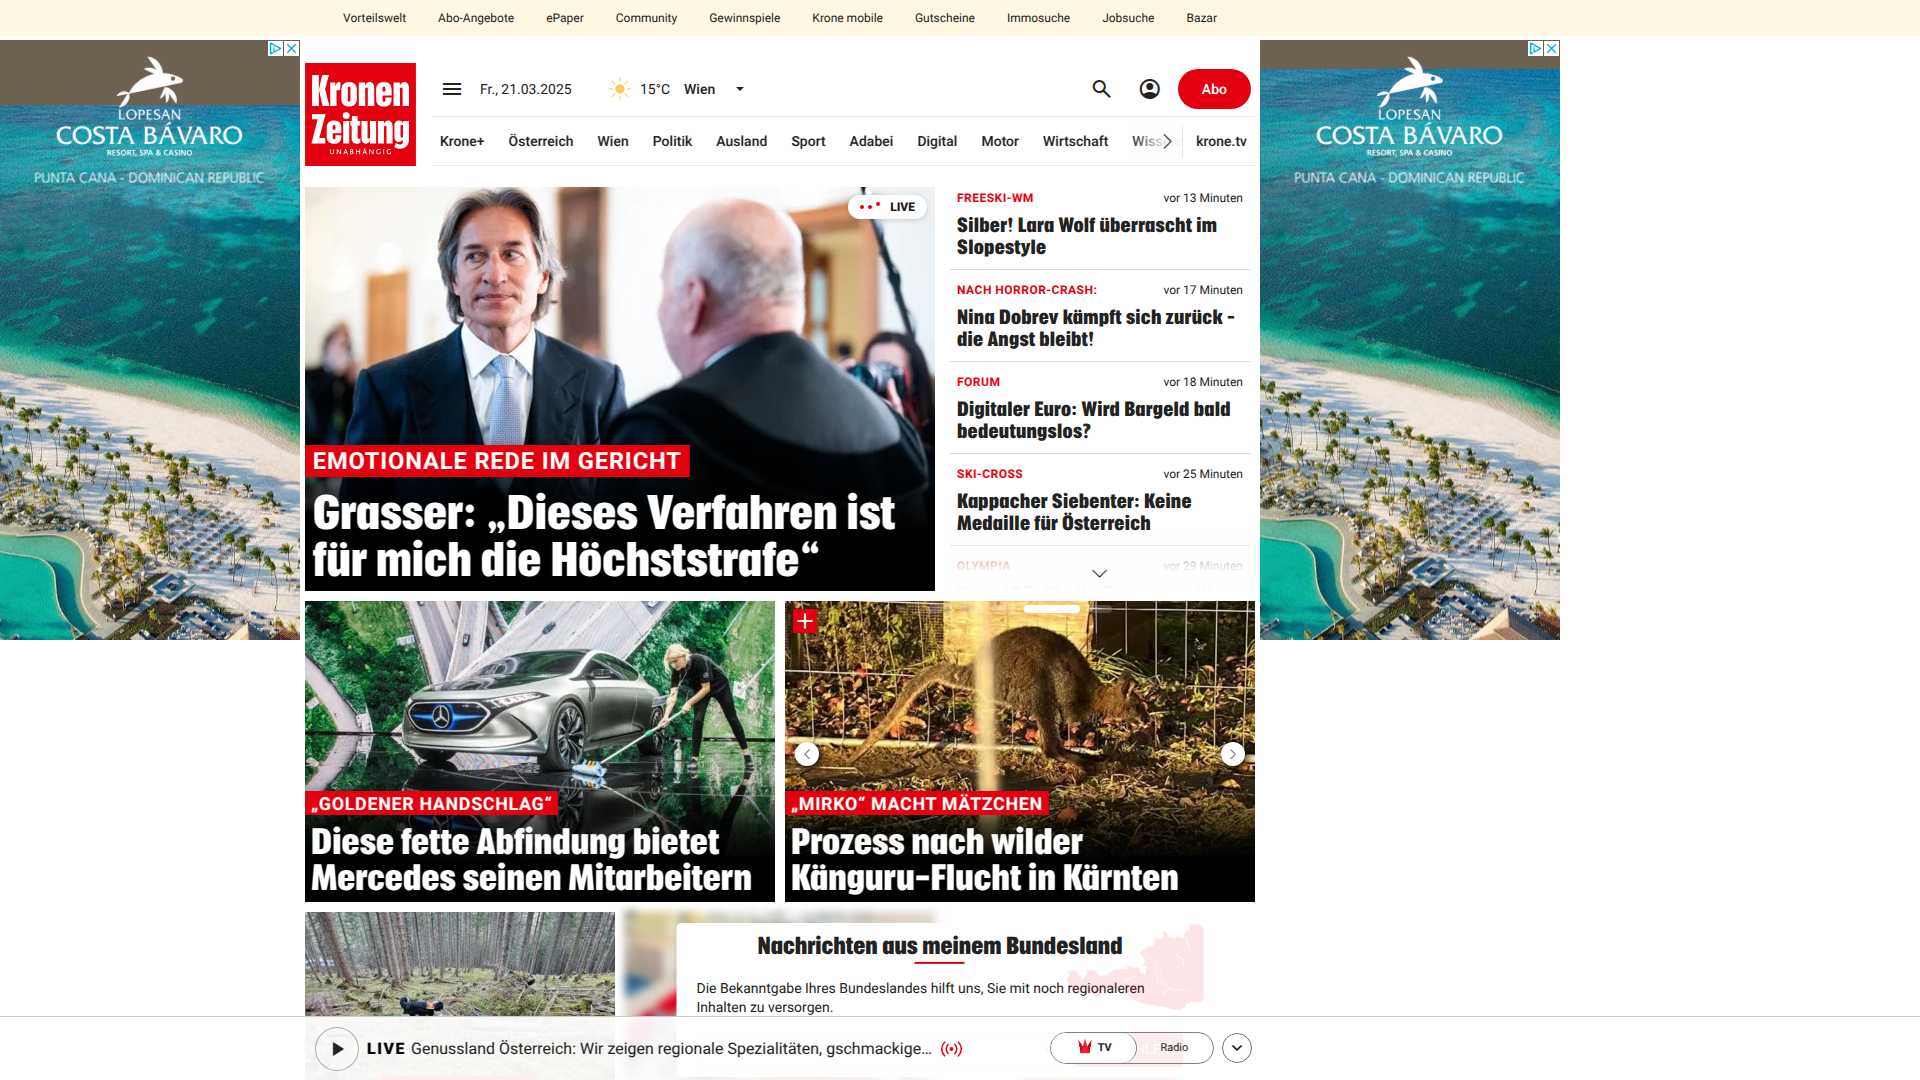 Vorteilswelt
Abo-Angebote
ePaper
Community
Gewinnspiele
Krone mobile
Gutscheine
Immosuche
Jobsuche
Bazar
LOPESAN
COSTA BÁVARO
RESORT, SPA & CASINO
PUNTA CANA - DOMINICAN REPUBLIC
Kronen
Zeitung
UNABHÄNGIG
Fr., 21.03.2025
15°C
Wien
Abo
Krone+
Österreich
Wien
Politik
Ausland
Sport
Adabei
Digital
Motor
Wirtschaft
Wiss
krone.tv
LIVE
EMOTIONALE REDE IM GERICHT
Grasser: „Dieses Verfahren ist
für mich die Höchststrafe“
FREESKI-WM
vor 13 Minuten
Silber! Lara Wolf überrascht im
Slopestyle
NACH HORROR-CRASH:
vor 17 Minuten
Nina Dobrev kämpft sich zurück -
die Angst bleibt!
FORUM
vor 18 Minuten
Digitaler Euro: Wird Bargeld bald
bedeutungslos?
SKI-CROSS
vor 25 Minuten
Kappacher Siebenter: Keine
Medaille für Österreich
OLYMPIA
vor 29 Minuten
LOPESAN
COSTA BÁVARO
RESORT, SPA & CASINO
PUNTA CANA - DOMINICAN REPUBLIC
„GOLDENER HANDSCHLAG“
Diese fette Abfindung bietet
Mercedes seinen Mitarbeitern
„MIRKO“ MACHT MÄTZCHEN
Prozess nach wilder
Känguru-Flucht in Kärnten
Nachrichten aus meinem Bundesland
Die Bekanntgabe Ihres Bundeslandes hilft uns, Sie mit noch regionaleren
Inhalten zu versorgen.
LIVE Genussland Österreich: Wir zeigen regionale Spezialitäten, gschmackige...
TV
Radio